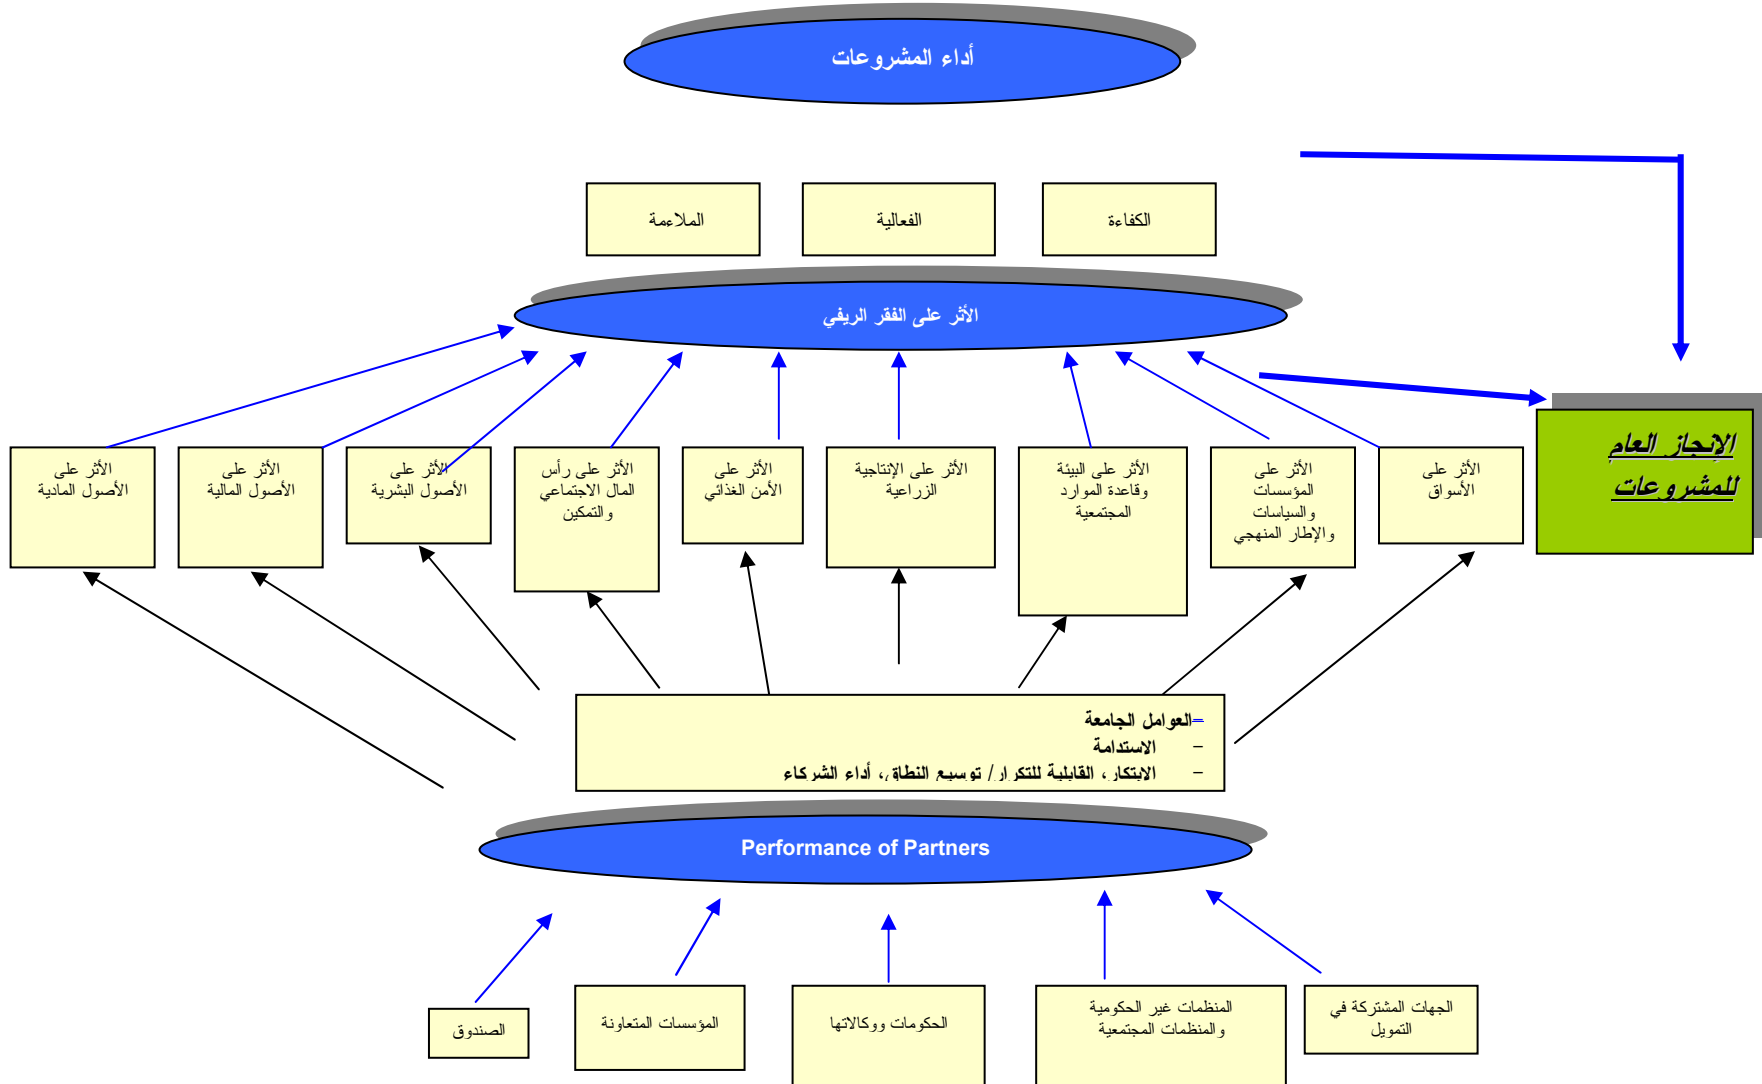 أداء المشروعات
الكفاءة
الفعالية
الملاءمة
الأثر على الفقر الريفي
الإنجاز العام
للمشروعات
الأثر على
الأسواق
الأثر على
المؤسسات
والسياسات
والإطار المنهجي
الأثر على البيئة
وقاعدة الموارد
المجتمعية
الأثر على الإنتاجية
الزراعية
الأثر على
الأمن الغذائي
الأثر على رأس
المال الاجتماعي
والتمكين
الأثر على
الأصول البشرية
الأثر على
الأصول المالية
الأثر على
الأصول المادية
–العوامل الجامعة
– الاستدامة
– الابتكار، القابلية للتكرار/ توسيع النطاق، أداء الشركاء
Performance of Partners
الجهات المشتركة في
التمويل
المنظمات غير الحكومية
والمنظمات المجتمعية
الحكومات ووكالاتها
المؤسسات المتعاونة
الصندوق